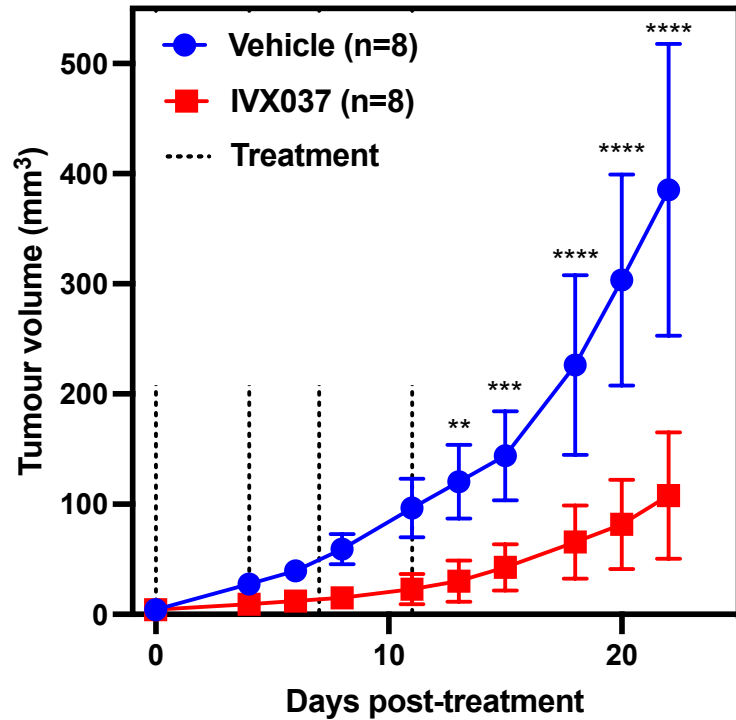 Vehicle (n=8)
IVX037 (n=8)
Treatment
****
****
****
***
**
500
400
300
200
100
0
Tumour volume (mm³)
0 10 20
Days post-treatment